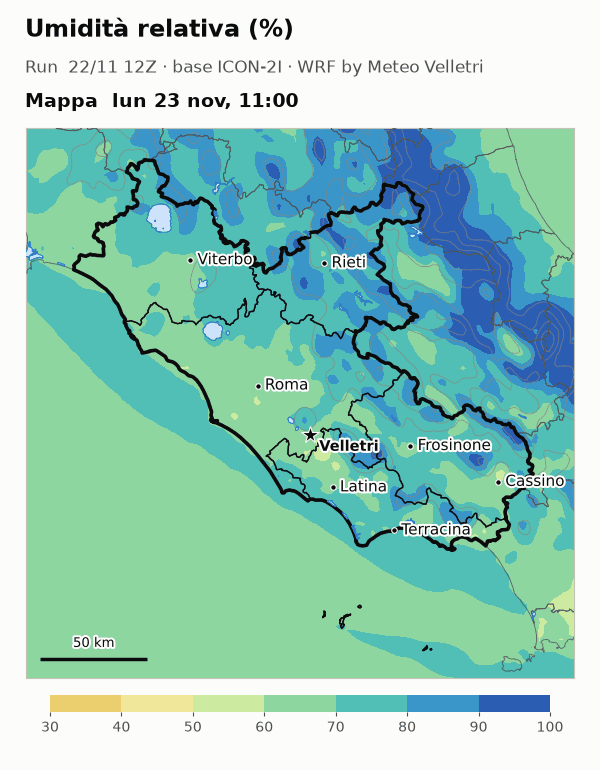 Umidità relativa (%)
Run  22/11 12Z · base ICON-2I · WRF by Meteo Velletri
Mappa  lun 23 nov, 11:00
Viterbo
Rieti
Roma
Velletri
Frosinone
Cassino
Latina
Terracina
50 km
30 40 50 60 70 80 90 100